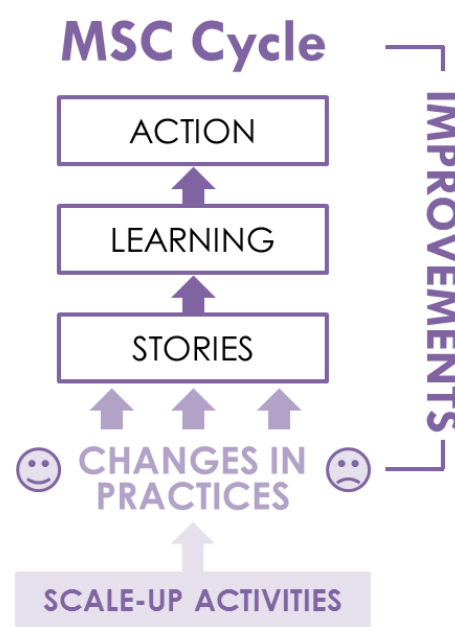 MSC Cycle
ACTION
LEARNING
STORIES
CHANGES IN
PRACTICES
SCALE-UP ACTIVITIES
IMPROVEMENTS